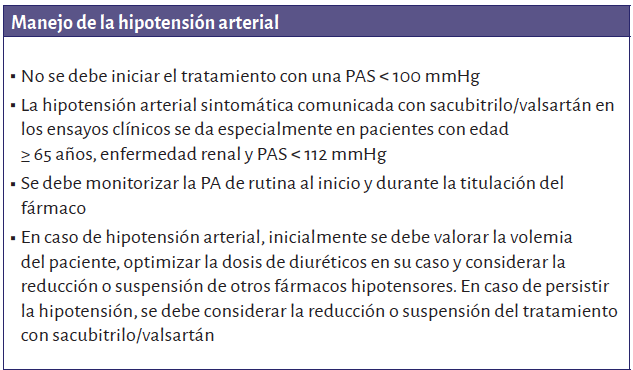 Manejo de la hipotensión arterial
▪ No se debe iniciar el tratamiento con una PAS < 100 mmHg
▪ La hipotensión arterial sintomática comunicada con sacubitrilo/valsartán en
los ensayos clínicos se da especialmente en pacientes con edad
≥ 65 años, enfermedad renal y PAS < 112 mmHg
▪ Se debe monitorizar la PA de rutina al inicio y durante la titulación del
fármaco
▪ En caso de hipotensión arterial, inicialmente se debe valorar la volemia
del paciente, optimizar la dosis de diuréticos en su caso y considerar la
reducción o suspensión de otros fármacos hipotensores. En caso de persistir
la hipotensión, se debe considerar la reducción o suspensión del tratamiento
con sacubitrilo/valsartán